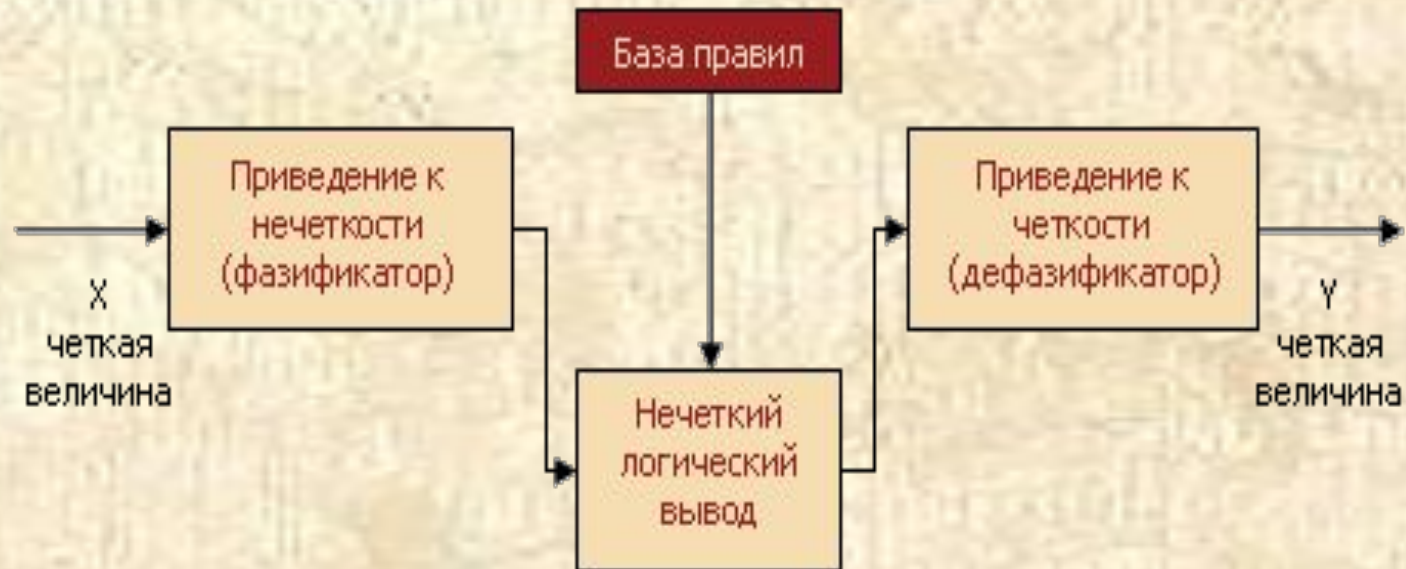 База правил
Приведение к
нечеткости
(фазификатор)
Приведение к
четкости
(дефазификатор)
X
четкая
величина
Y
четкая
величина
Нечеткий
логический
вывод